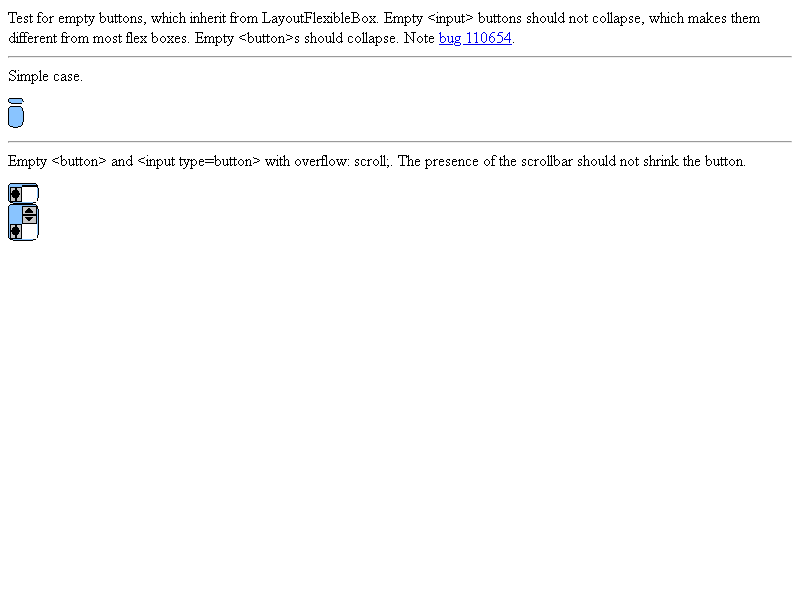 Test for empty buttons, which inherit from LayoutFlexibleBox. Empty <input> buttons should not collapse, which makes them
different from most flex boxes. Empty <button>s should collapse. Note bug 110654.
Simple case.
Empty <button> and <input type=button> with overflow: scroll;. The presence of the scrollbar should not shrink the button.